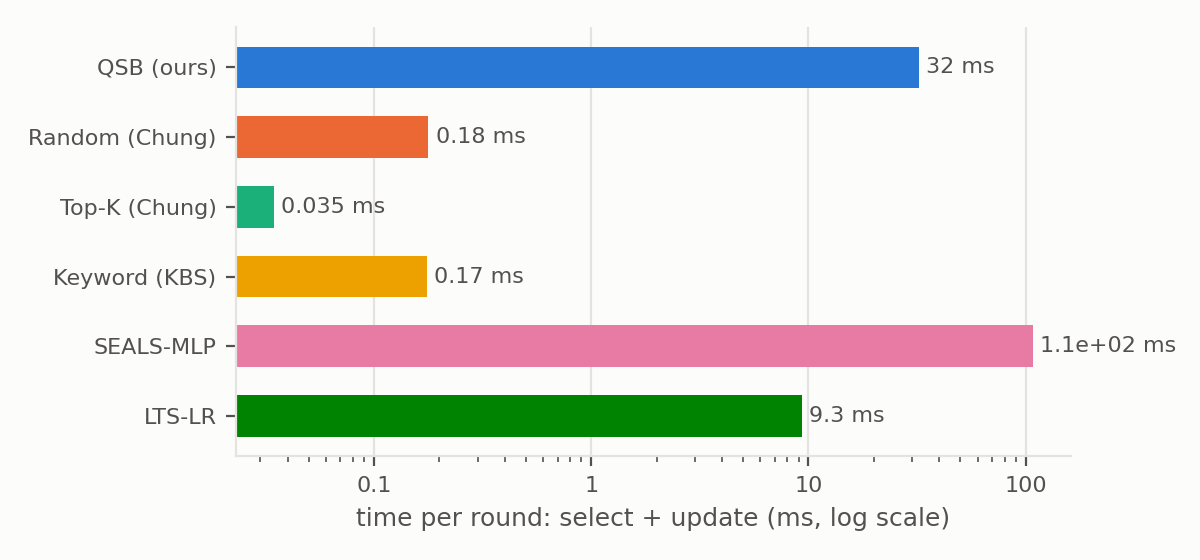 QSB (ours)
32 ms
Random (Chung)
0.18 ms
Top-K (Chung)
0.035 ms
Keyword (KBS)
0.17 ms
SEALS-MLP
1.1e+02 ms
LTS-LR
9.3 ms
0.1
1
10
100
time per round: select + update (ms, log scale)